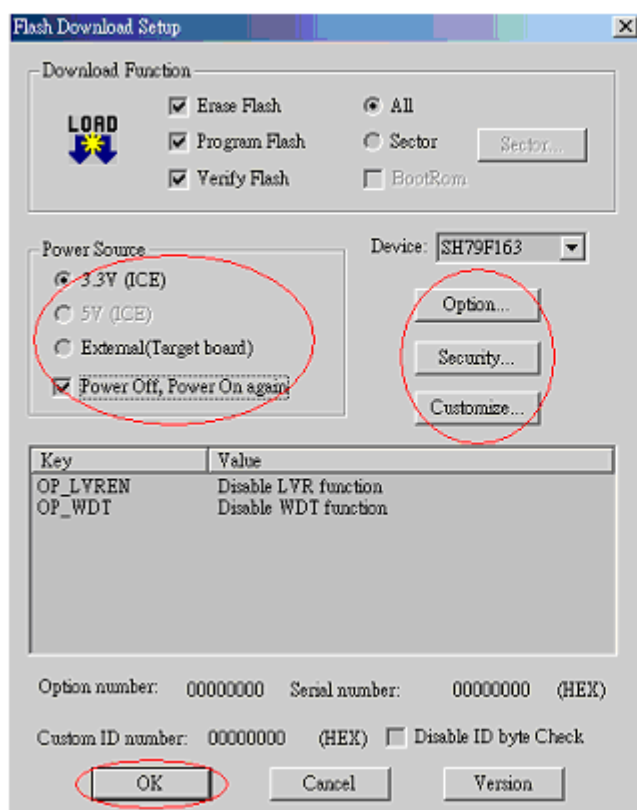 Flash Download Setup
Download Function
LOAD
Erase Flash
All
Program Flash
Sector
Sector...
Verify Flash
BootRom
Power Source
Device: SH79F163
3.3V (ICE)
5V (ICE)
External(Target board)
Power Off, Power On again
Option...
Security...
Customize...
Key Value
OP_LVREN Disable LVR function
OP_WDT Disable WDT function
Option number: 00000000 Serial number: 00000000 (HEX)
Custom ID number: 00000000 (HEX) Disable ID byte Check
OK Cancel Version